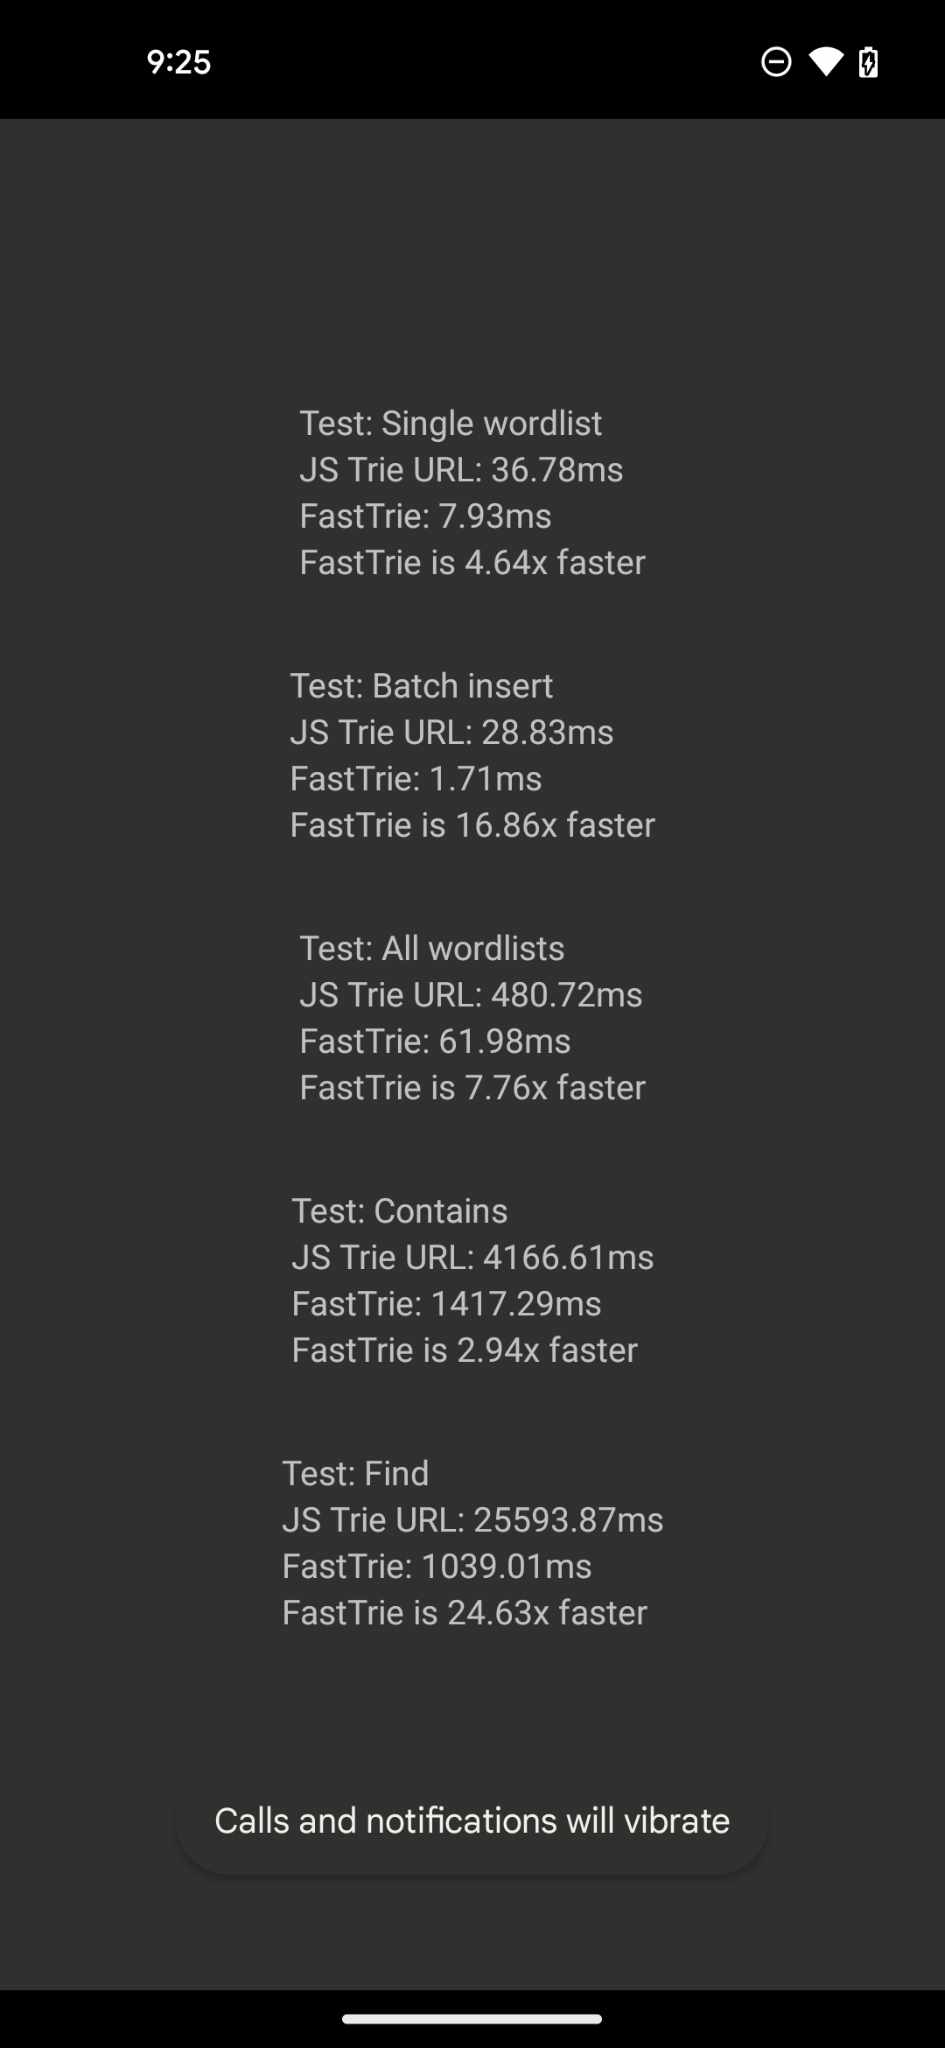 9:25
Test: Single wordlist
JS Trie URL: 36.78ms
FastTrie: 7.93ms
FastTrie is 4.64x faster
Test: Batch insert
JS Trie URL: 28.83ms
FastTrie: 1.71ms
FastTrie is 16.86x faster
Test: All wordlists
JS Trie URL: 480.72ms
FastTrie: 61.98ms
FastTrie is 7.76x faster
Test: Contains
JS Trie URL: 4166.61ms
FastTrie: 1417.29ms
FastTrie is 2.94x faster
Test: Find
JS Trie URL: 25593.87ms
FastTrie: 1039.01ms
FastTrie is 24.63x faster
Calls and notifications will vibrate